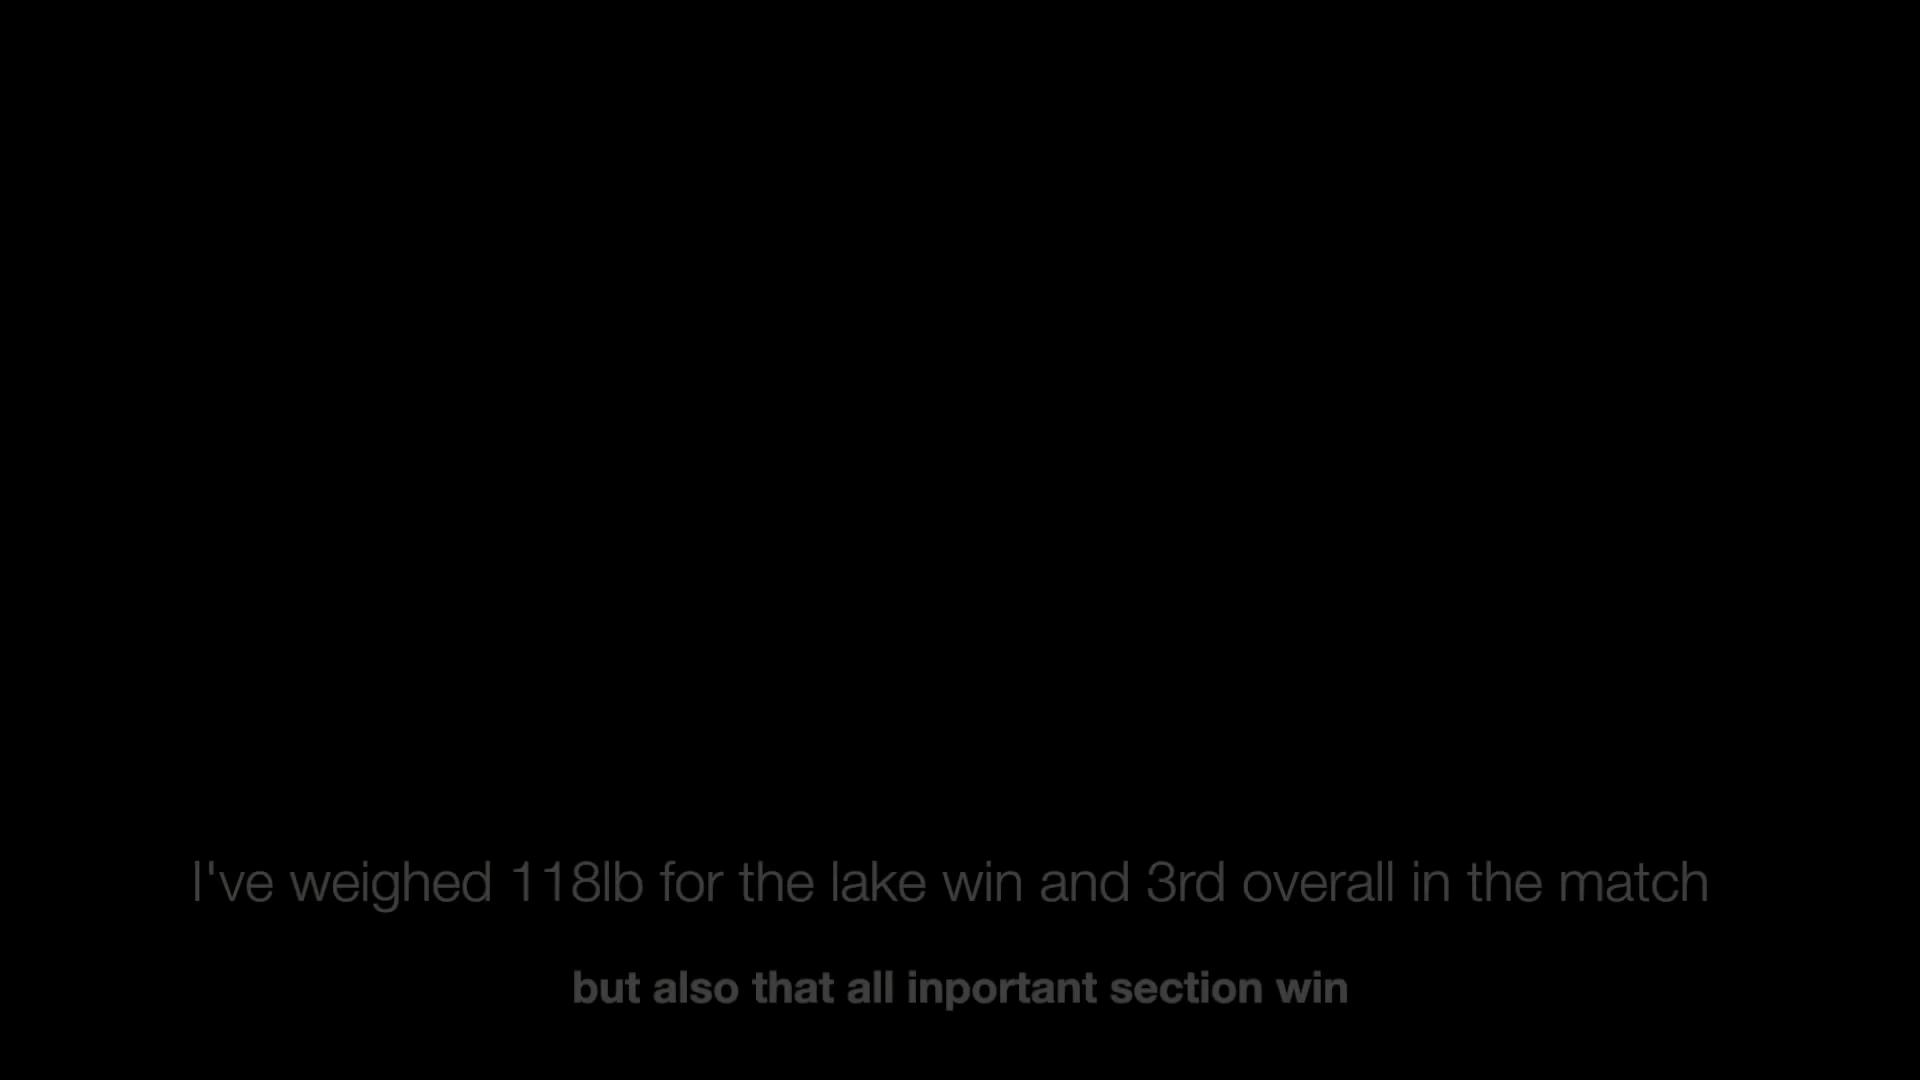 I've weighed 118lb for the lake win and 3rd overall in the match
but also that all inportant section win